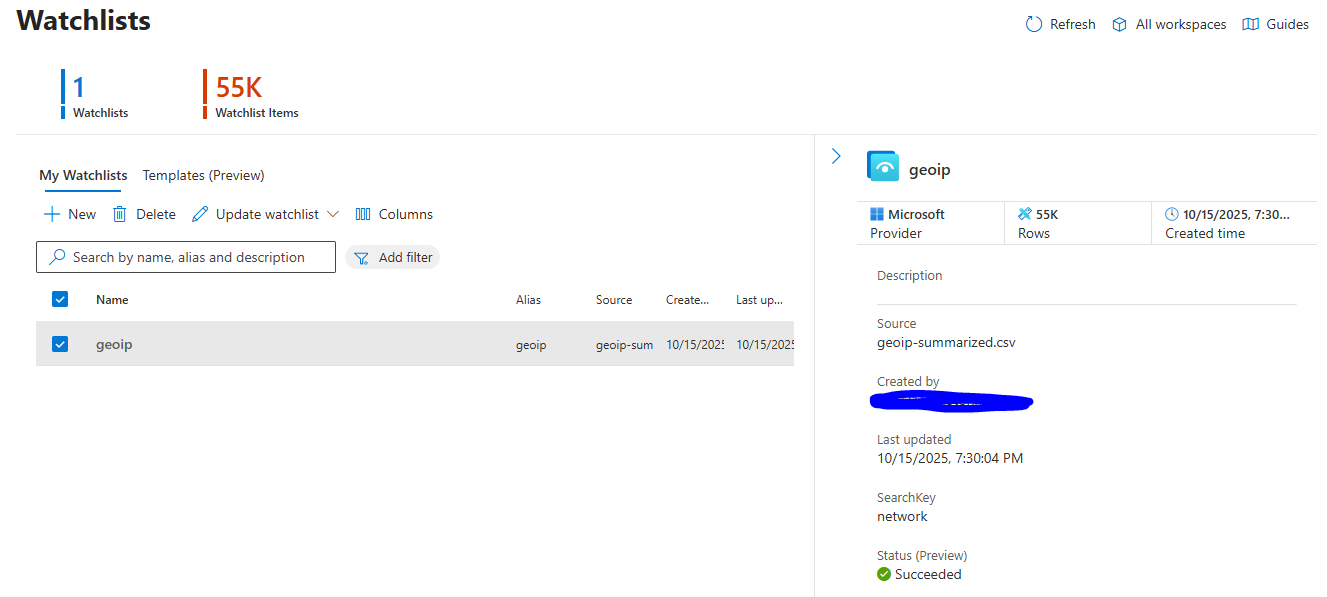 Watchlists
Refresh All workspaces Guides
1
Watchlists
55K
Watchlist Items
My Watchlists Templates (Preview)
New Delete Update watchlist Columns
Search by name, alias and description Add filter
Name Alias Source Create... Last up...
geoip geoip geoip-sum 10/15/2025 10/15/2025
geoip
Microsoft
Provider
55K
Rows
10/15/2025, 7:30...
Created time
Description
Source
geoip-summarized.csv
Created by
Last updated
10/15/2025, 7:30:04 PM
SearchKey
network
Status (Preview)
Succeeded